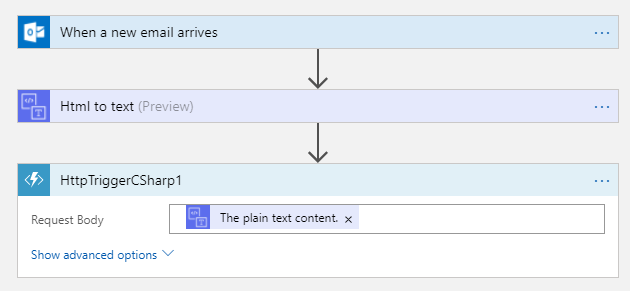 When a new email arrives
Html to text (Preview)
HttpTriggerCSharp1
Request Body The plain text content. ×
Show advanced options